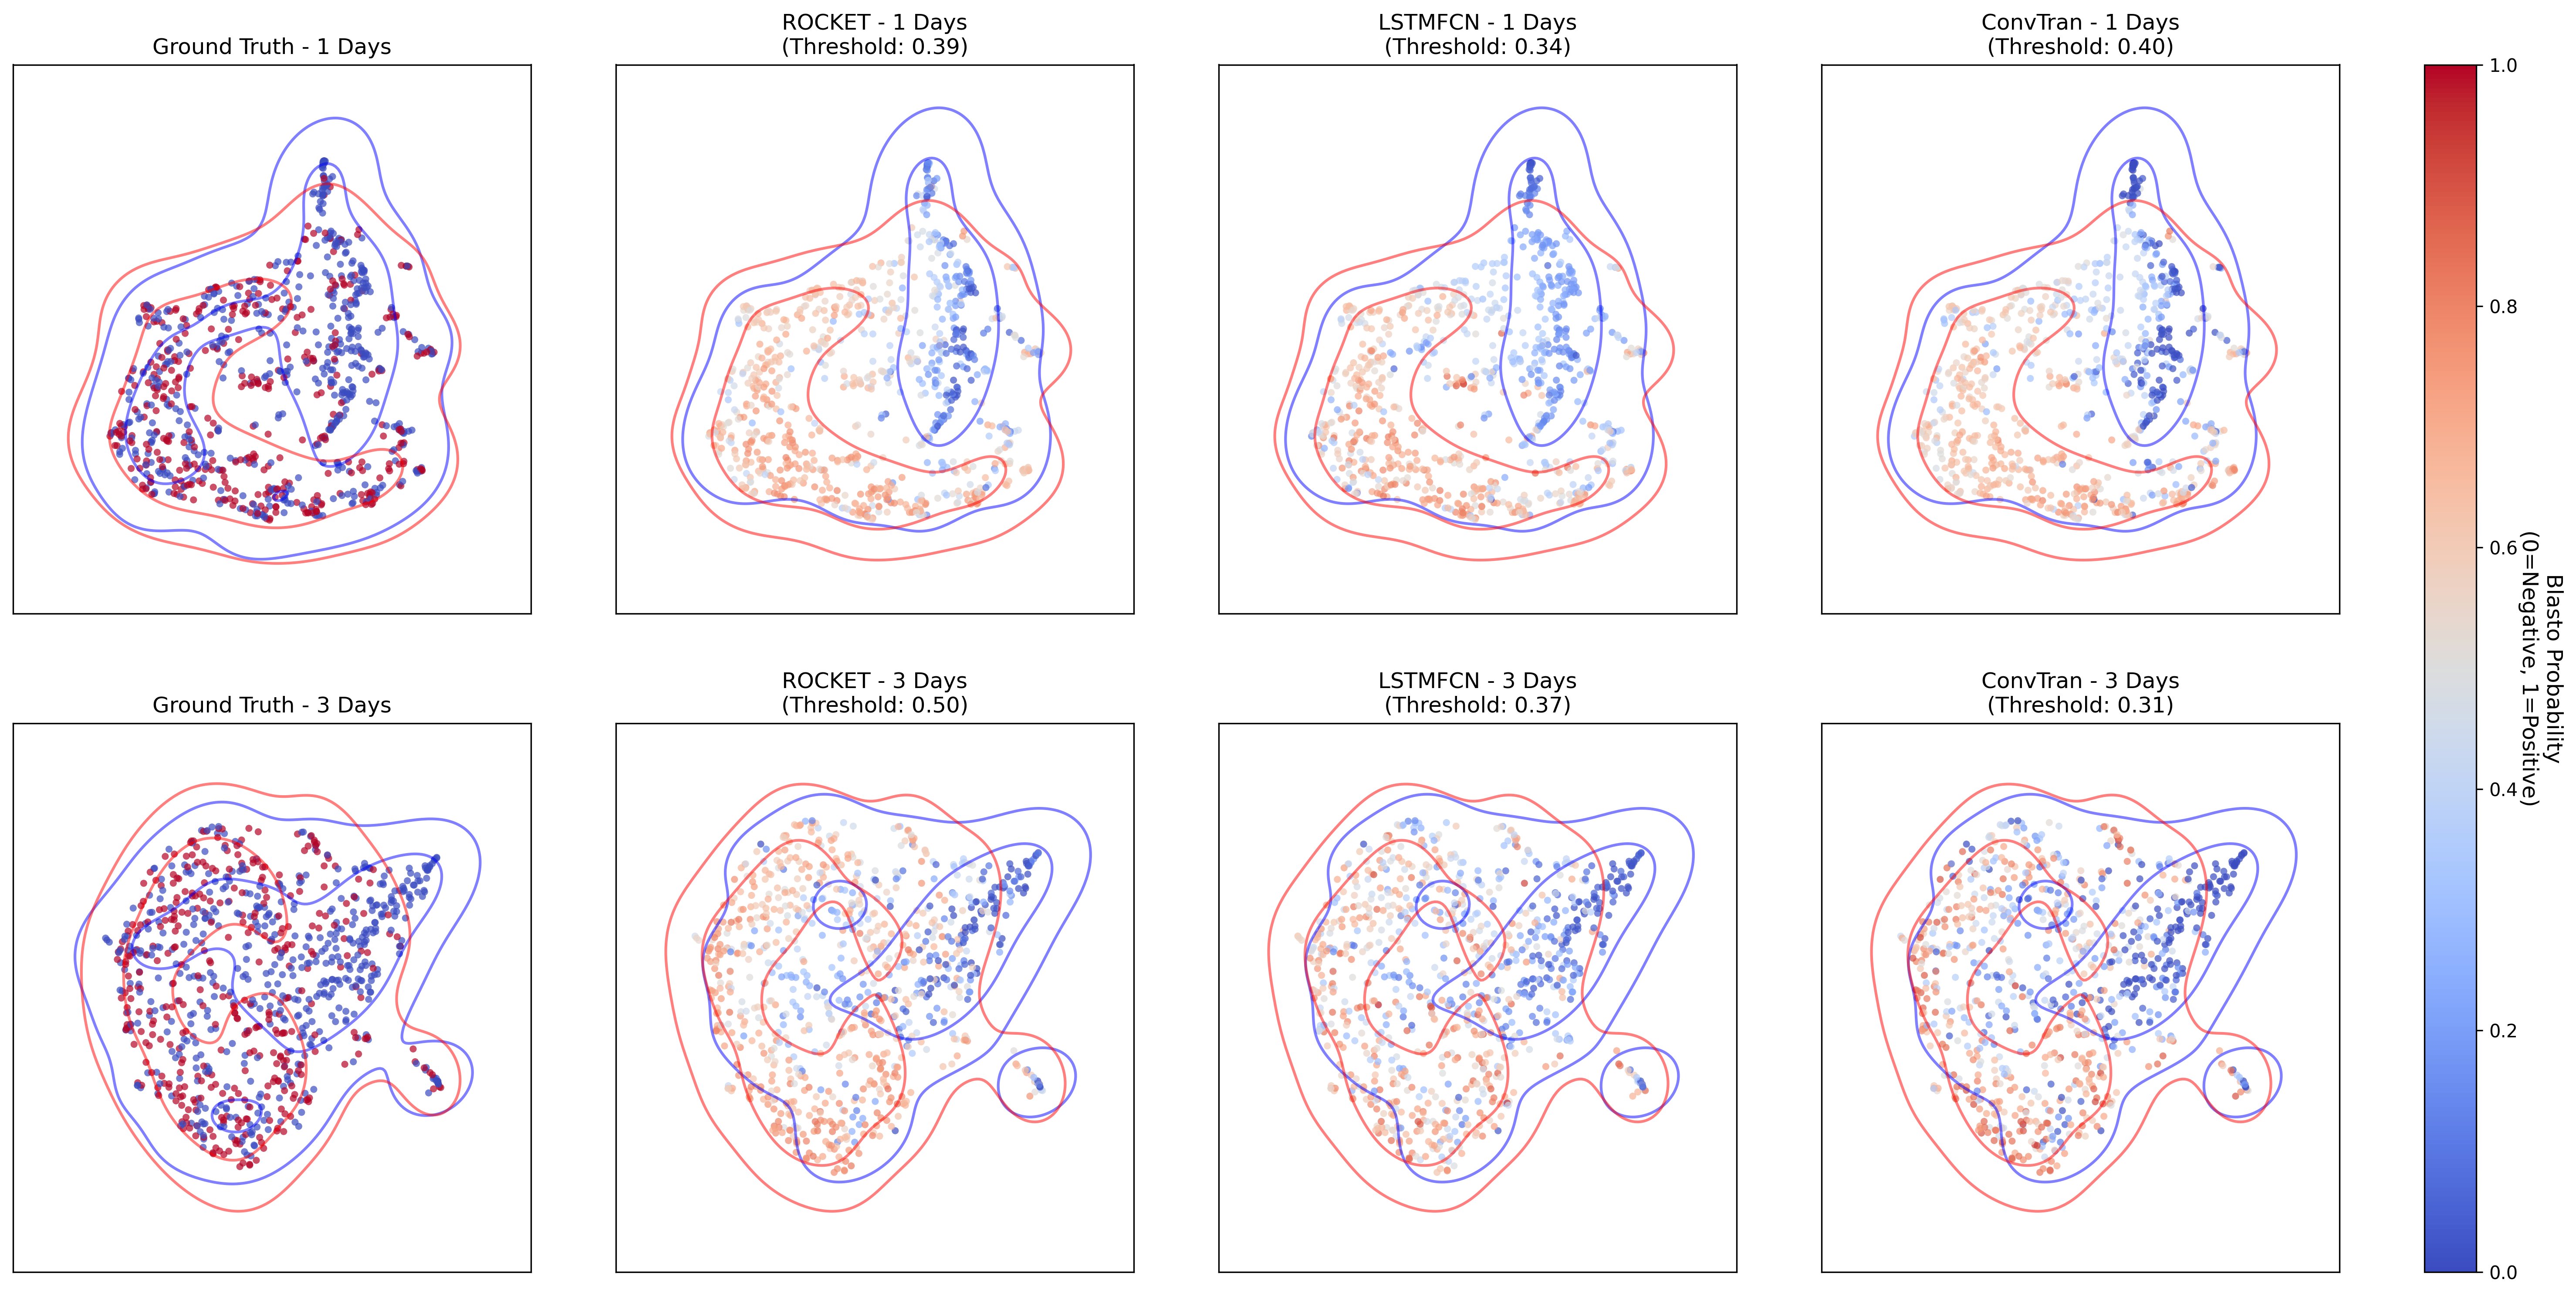 Ground Truth - 1 Days
ROCKET - 1 Days
(Threshold: 0.39)
LSTMFCN - 1 Days
(Threshold: 0.34)
ConvTran - 1 Days
(Threshold: 0.40)
Ground Truth - 3 Days
ROCKET - 3 Days
(Threshold: 0.50)
LSTMFCN - 3 Days
(Threshold: 0.37)
ConvTran - 3 Days
(Threshold: 0.31)
1.0
0.8
0.6
0.4
0.2
0.0
Blasto Probability
(0=Negative, 1=Positive)